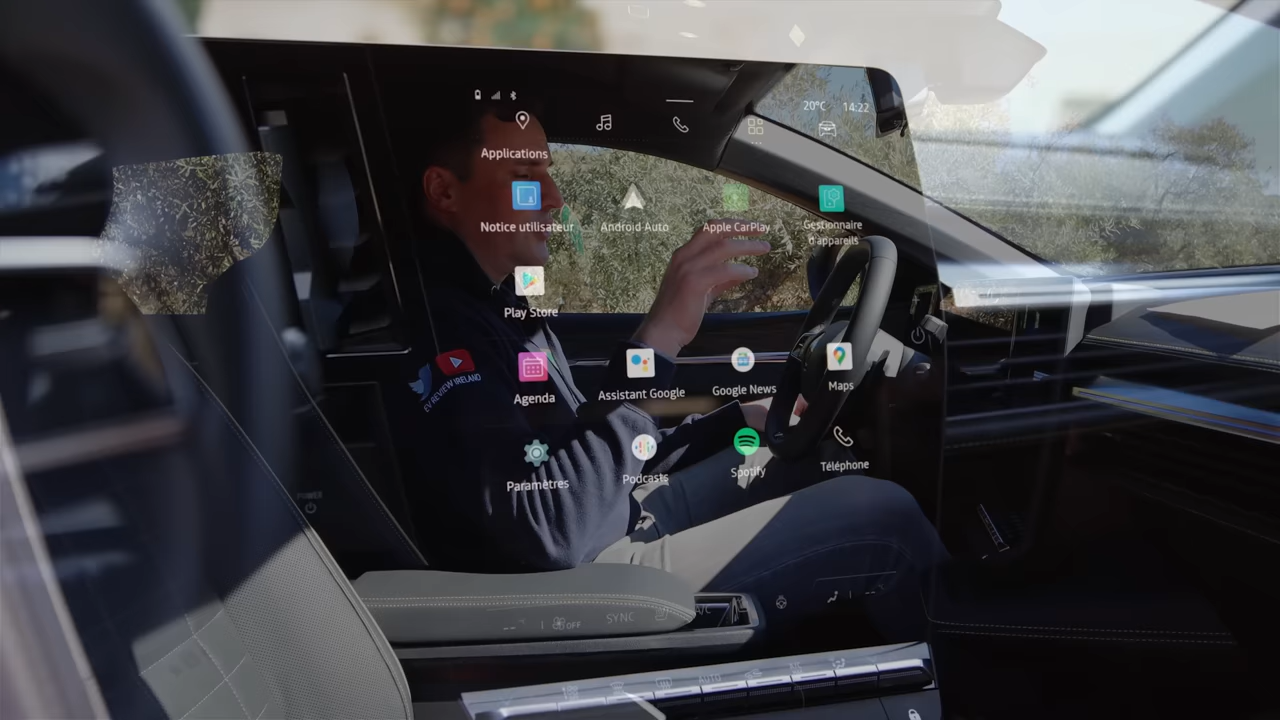 20°C 14:22
Applications
Notice utilisateur
Android Auto
Apple CarPlay
Gestionnaire
d'appareils
Play Store
Agenda
Assistant Google
Google News
Maps
Paramètres
Podcasts
Spotify
Téléphone
EV REVIEW IRELAND
POWER
OFF
SYNC
A/C
AUTO